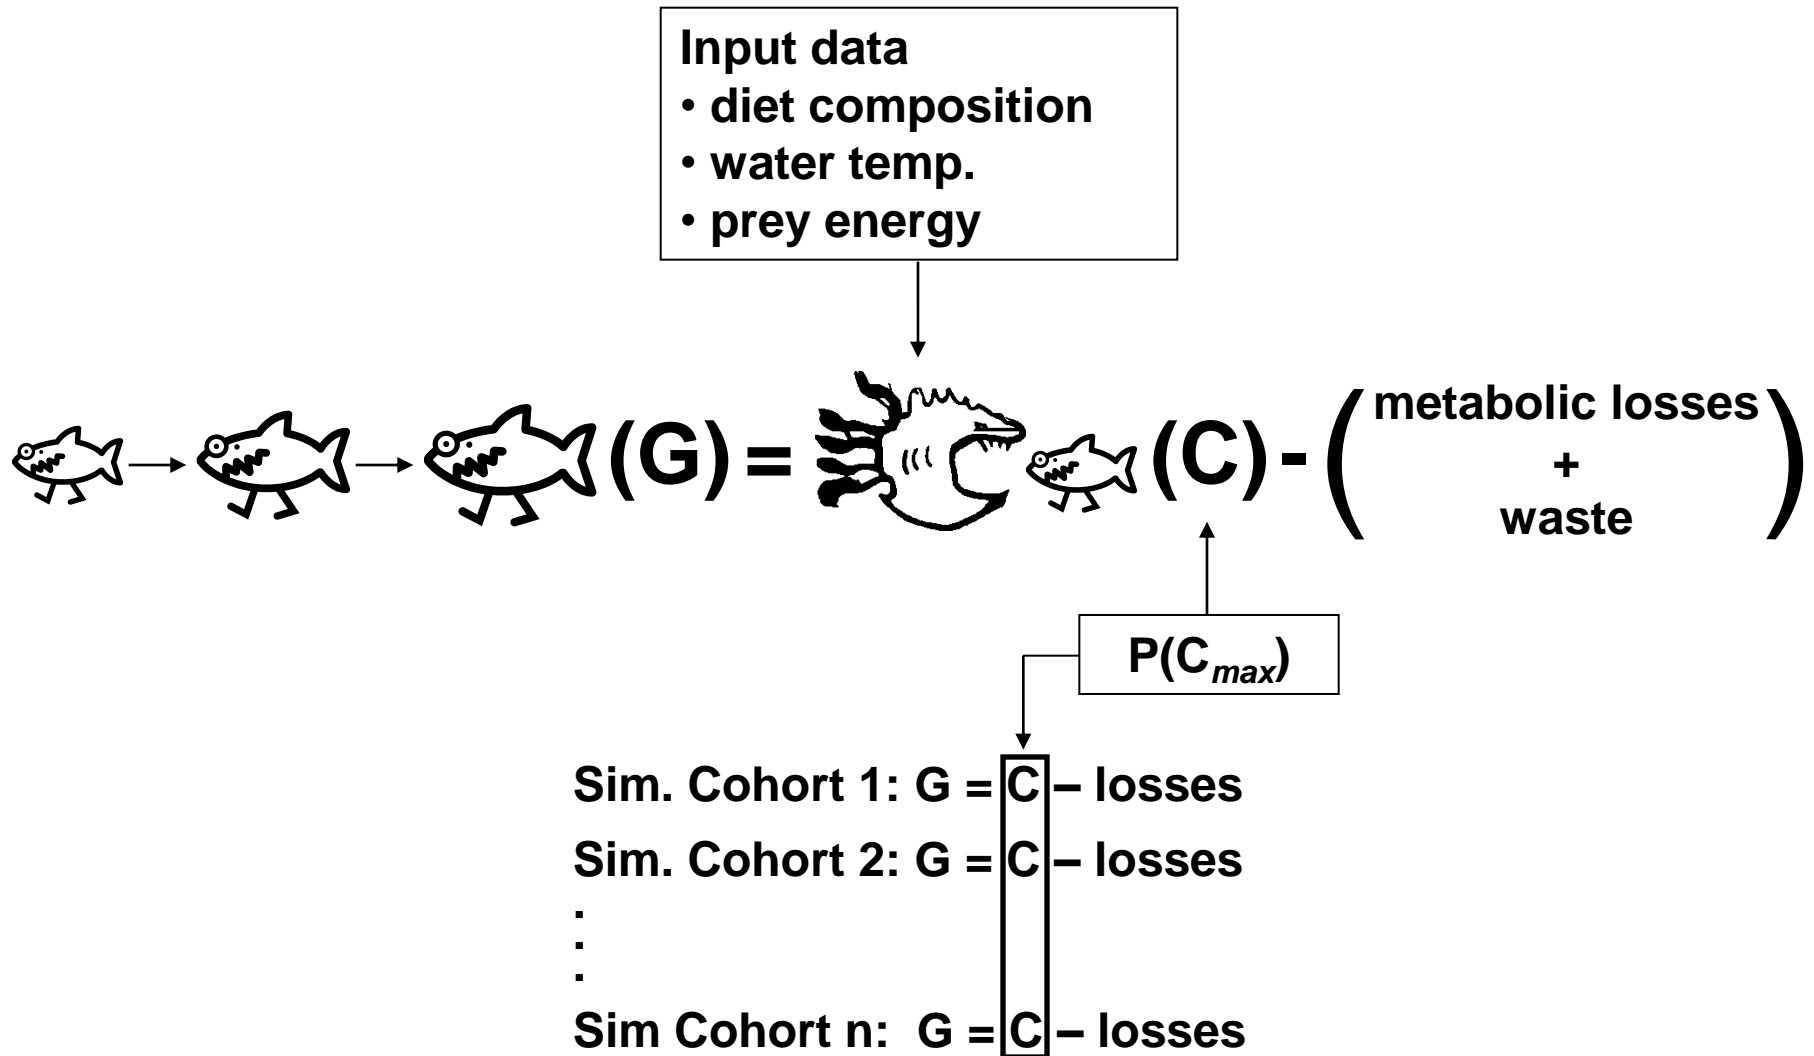 Input data
• diet composition
• water temp.
• prey energy
(G) = (C) - ( metabolic losses
+
waste )
P(Cmax)
Sim. Cohort 1: G = C – losses
Sim. Cohort 2: G = C – losses
.
.
.
Sim Cohort n: G = C – losses